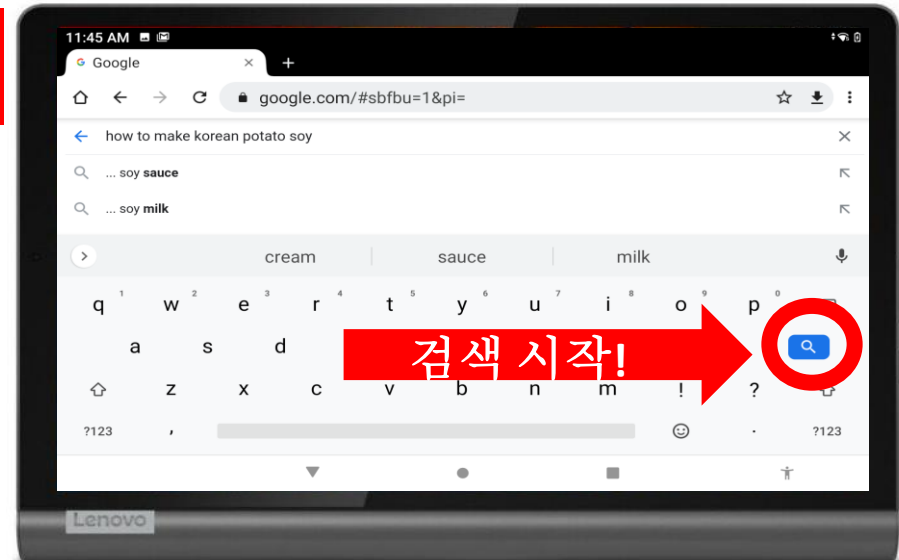 11:45 AM
Google
google.com/#sbfbu=1&pi=
how to make korean potato soy
... soy sauce
... soy milk
cream sauce milk
q 1 w 2 e 3 r 4 t 5 y 6 u 7 i 8 o 9 p 0
a s d
검색 시작!
z x c v b n m ! ?
?123 , . ?123
Lenovo